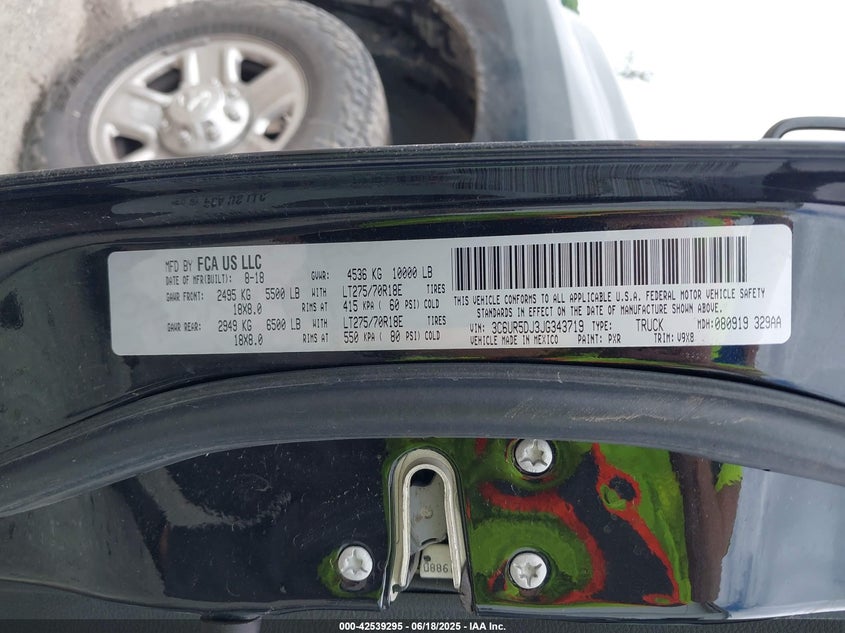 MFD BY FCA US LLC
DATE OF MFR(BUILT): 8-18
GVWR: 4536 KG 10000 LB
GAWR FRONT: 2495 KG 5500 LB WITH LT275/70R18E TIRES
18X8.0 RIMS AT 415 KPA ( 60 PSI) COLD
GAWR REAR: 2949 KG 6500 LB WITH LT275/70R18E TIRES
18X8.0 RIMS AT 550 KPA ( 80 PSI) COLD
THIS VEHICLE CONFORMS TO ALL APPLICABLE U.S.A. FEDERAL MOTOR VEHICLE SAFETY
STANDARDS IN EFFECT ON THE DATE OF MANUFACTURE SHOWN ABOVE.
VIN: 3C6UR5DJ3JG343719 TYPE: TRUCK MDH: 080919 329AA
VEHICLE MADE IN MEXICO PAINT: PXR TRIM: V9X8
0886
000-42539295 - 06/18/2025 - IAA Inc.